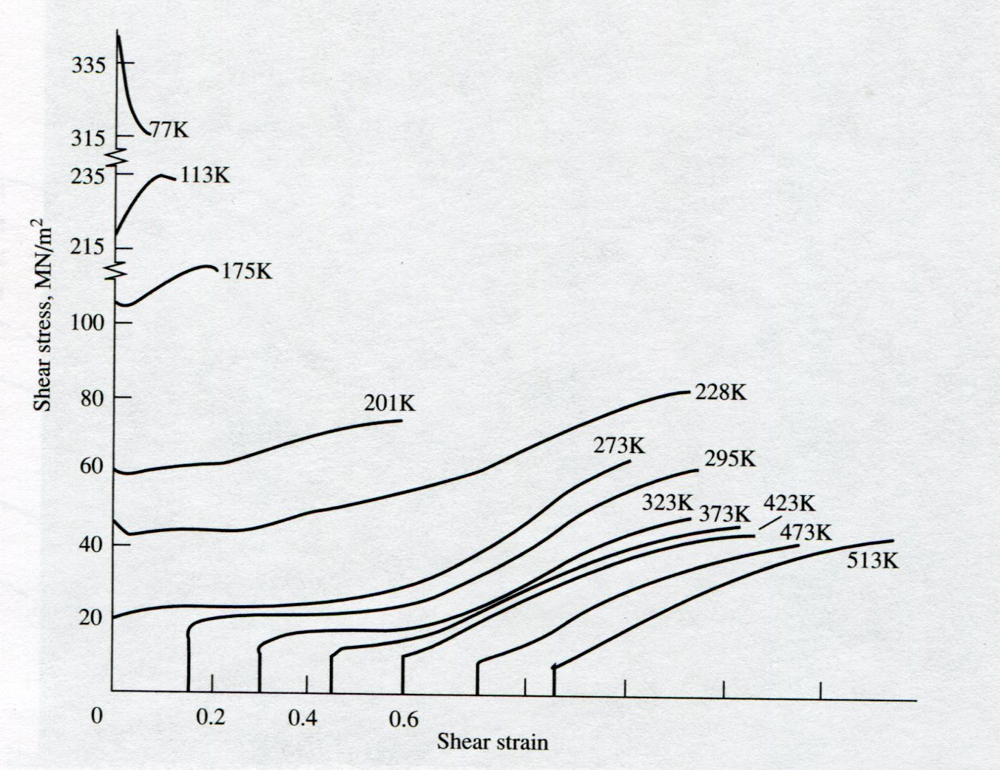 335
77K
315
235
113K
215
175K
Shear stress, MN/m²
100
80
201K
228K
273K
60
295K
323K
373K
423K
473K
40
513K
20
0
0.2
0.4
0.6
Shear strain